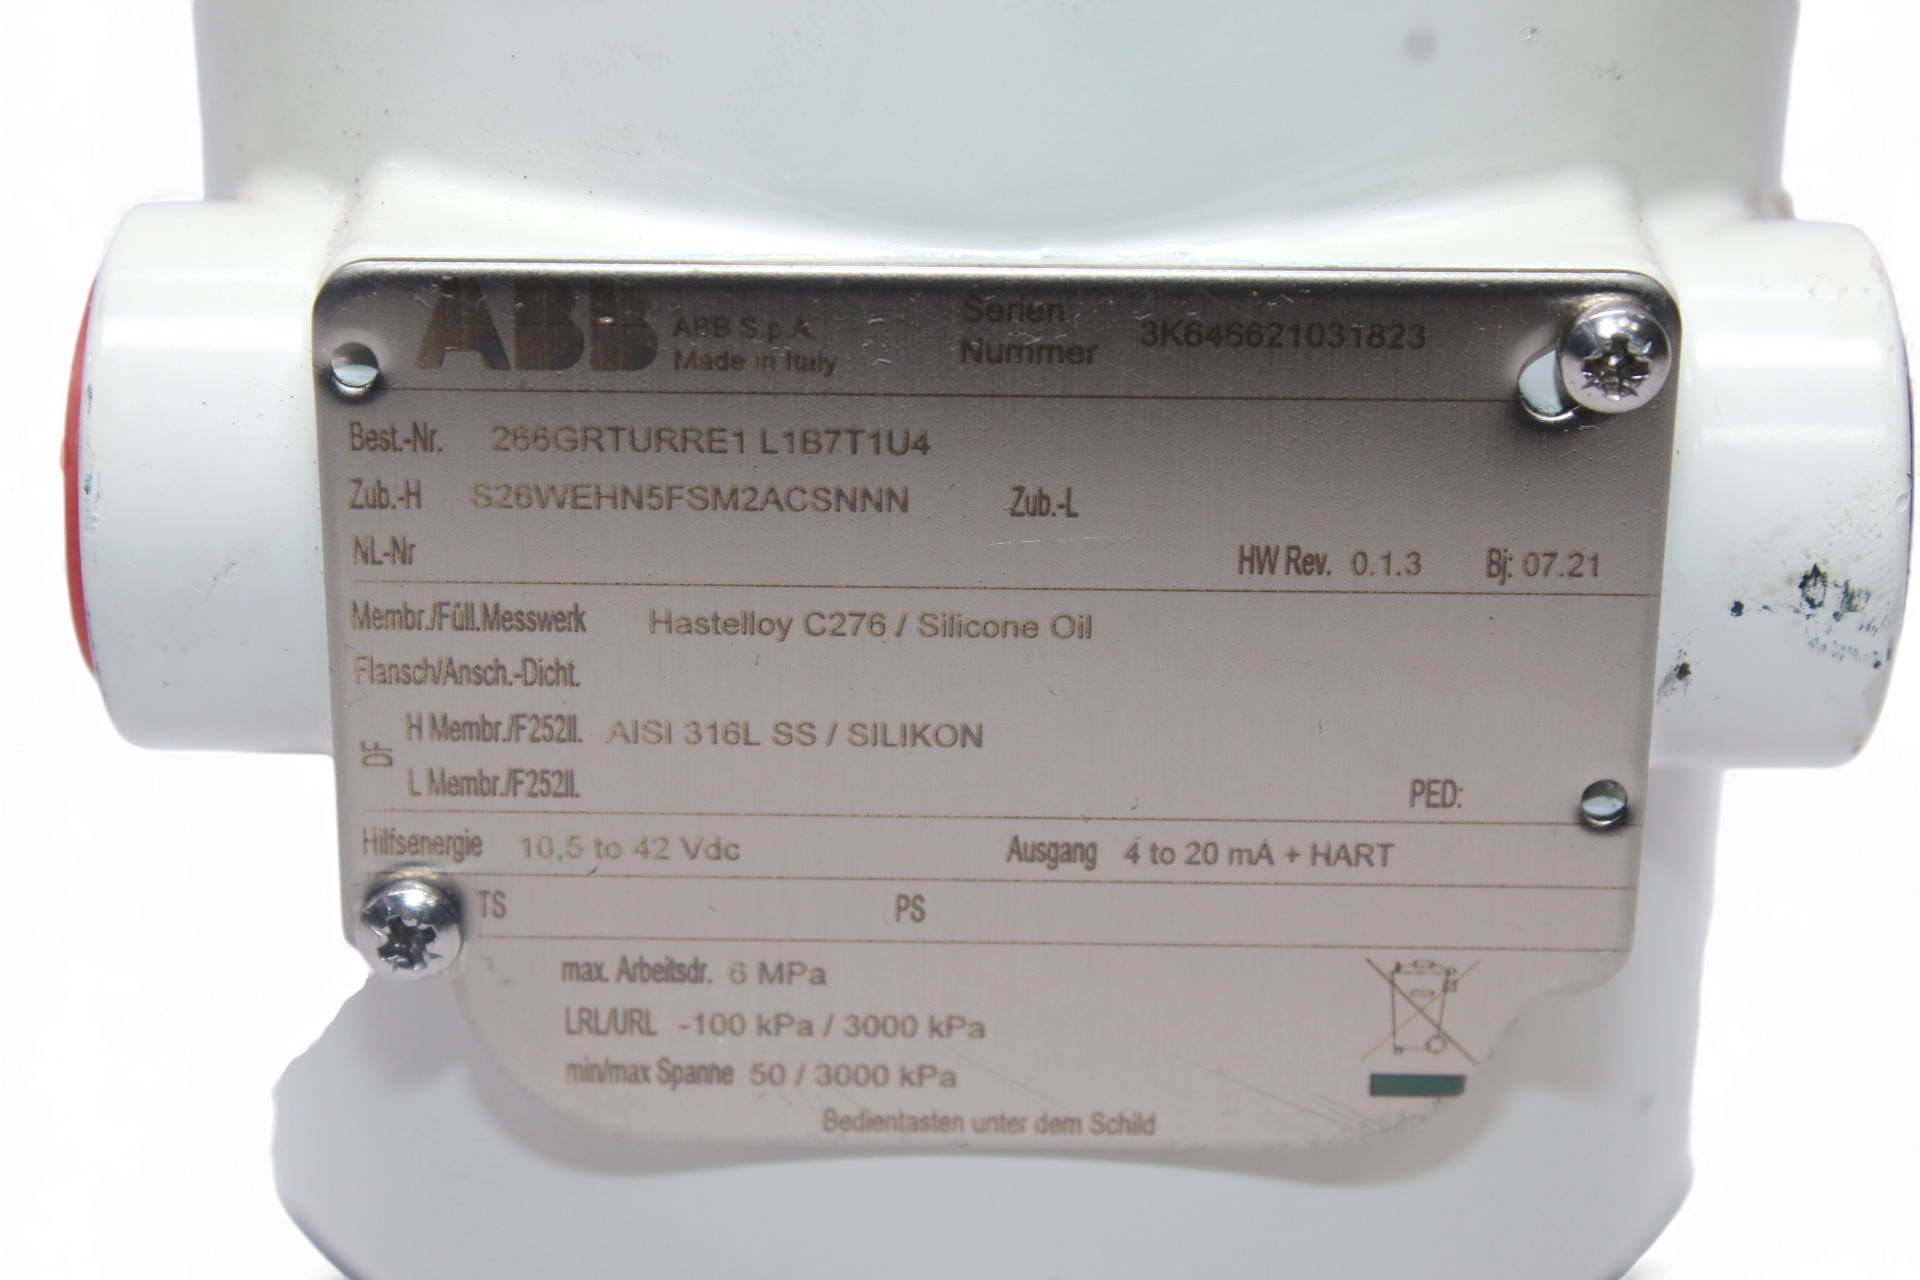 ABB ABB S.p.A.
Made in Italy
Serien
Nummer 3K646621031823
Best.-Nr. 266GRTURRE1 L1B7T1U4
Zub.-H S26WEHN5FSM2ACSNNN Zub.-L
NL-Nr HW Rev. 0.1.3 Bj: 07.21
Membr./Füll.Messwerk Hastelloy C276 / Silicone Oil
Flansch/Ansch.-Dicht.
DF
H Membr./F252ll. AISI 316L SS / SILIKON
L Membr./F252ll. PED:
Hilfsenergie 10,5 to 42 Vdc Ausgang 4 to 20 mA + HART
TS PS
max. Arbeitsdr. 6 MPa
LRL/URL -100 kPa / 3000 kPa
min/max Spanne 50 / 3000 kPa
Bedientasten unter dem Schild